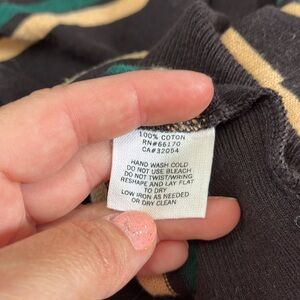 100% COTON
RN#66170
CA#32054
HAND WASH COLD
DO NOT USE BLEACH
DO NOT TWIST/WRING
RESHAPE AND LAY FLAT
TO DRY
LOW IRON AS NEEDED
OR DRY CLEAN